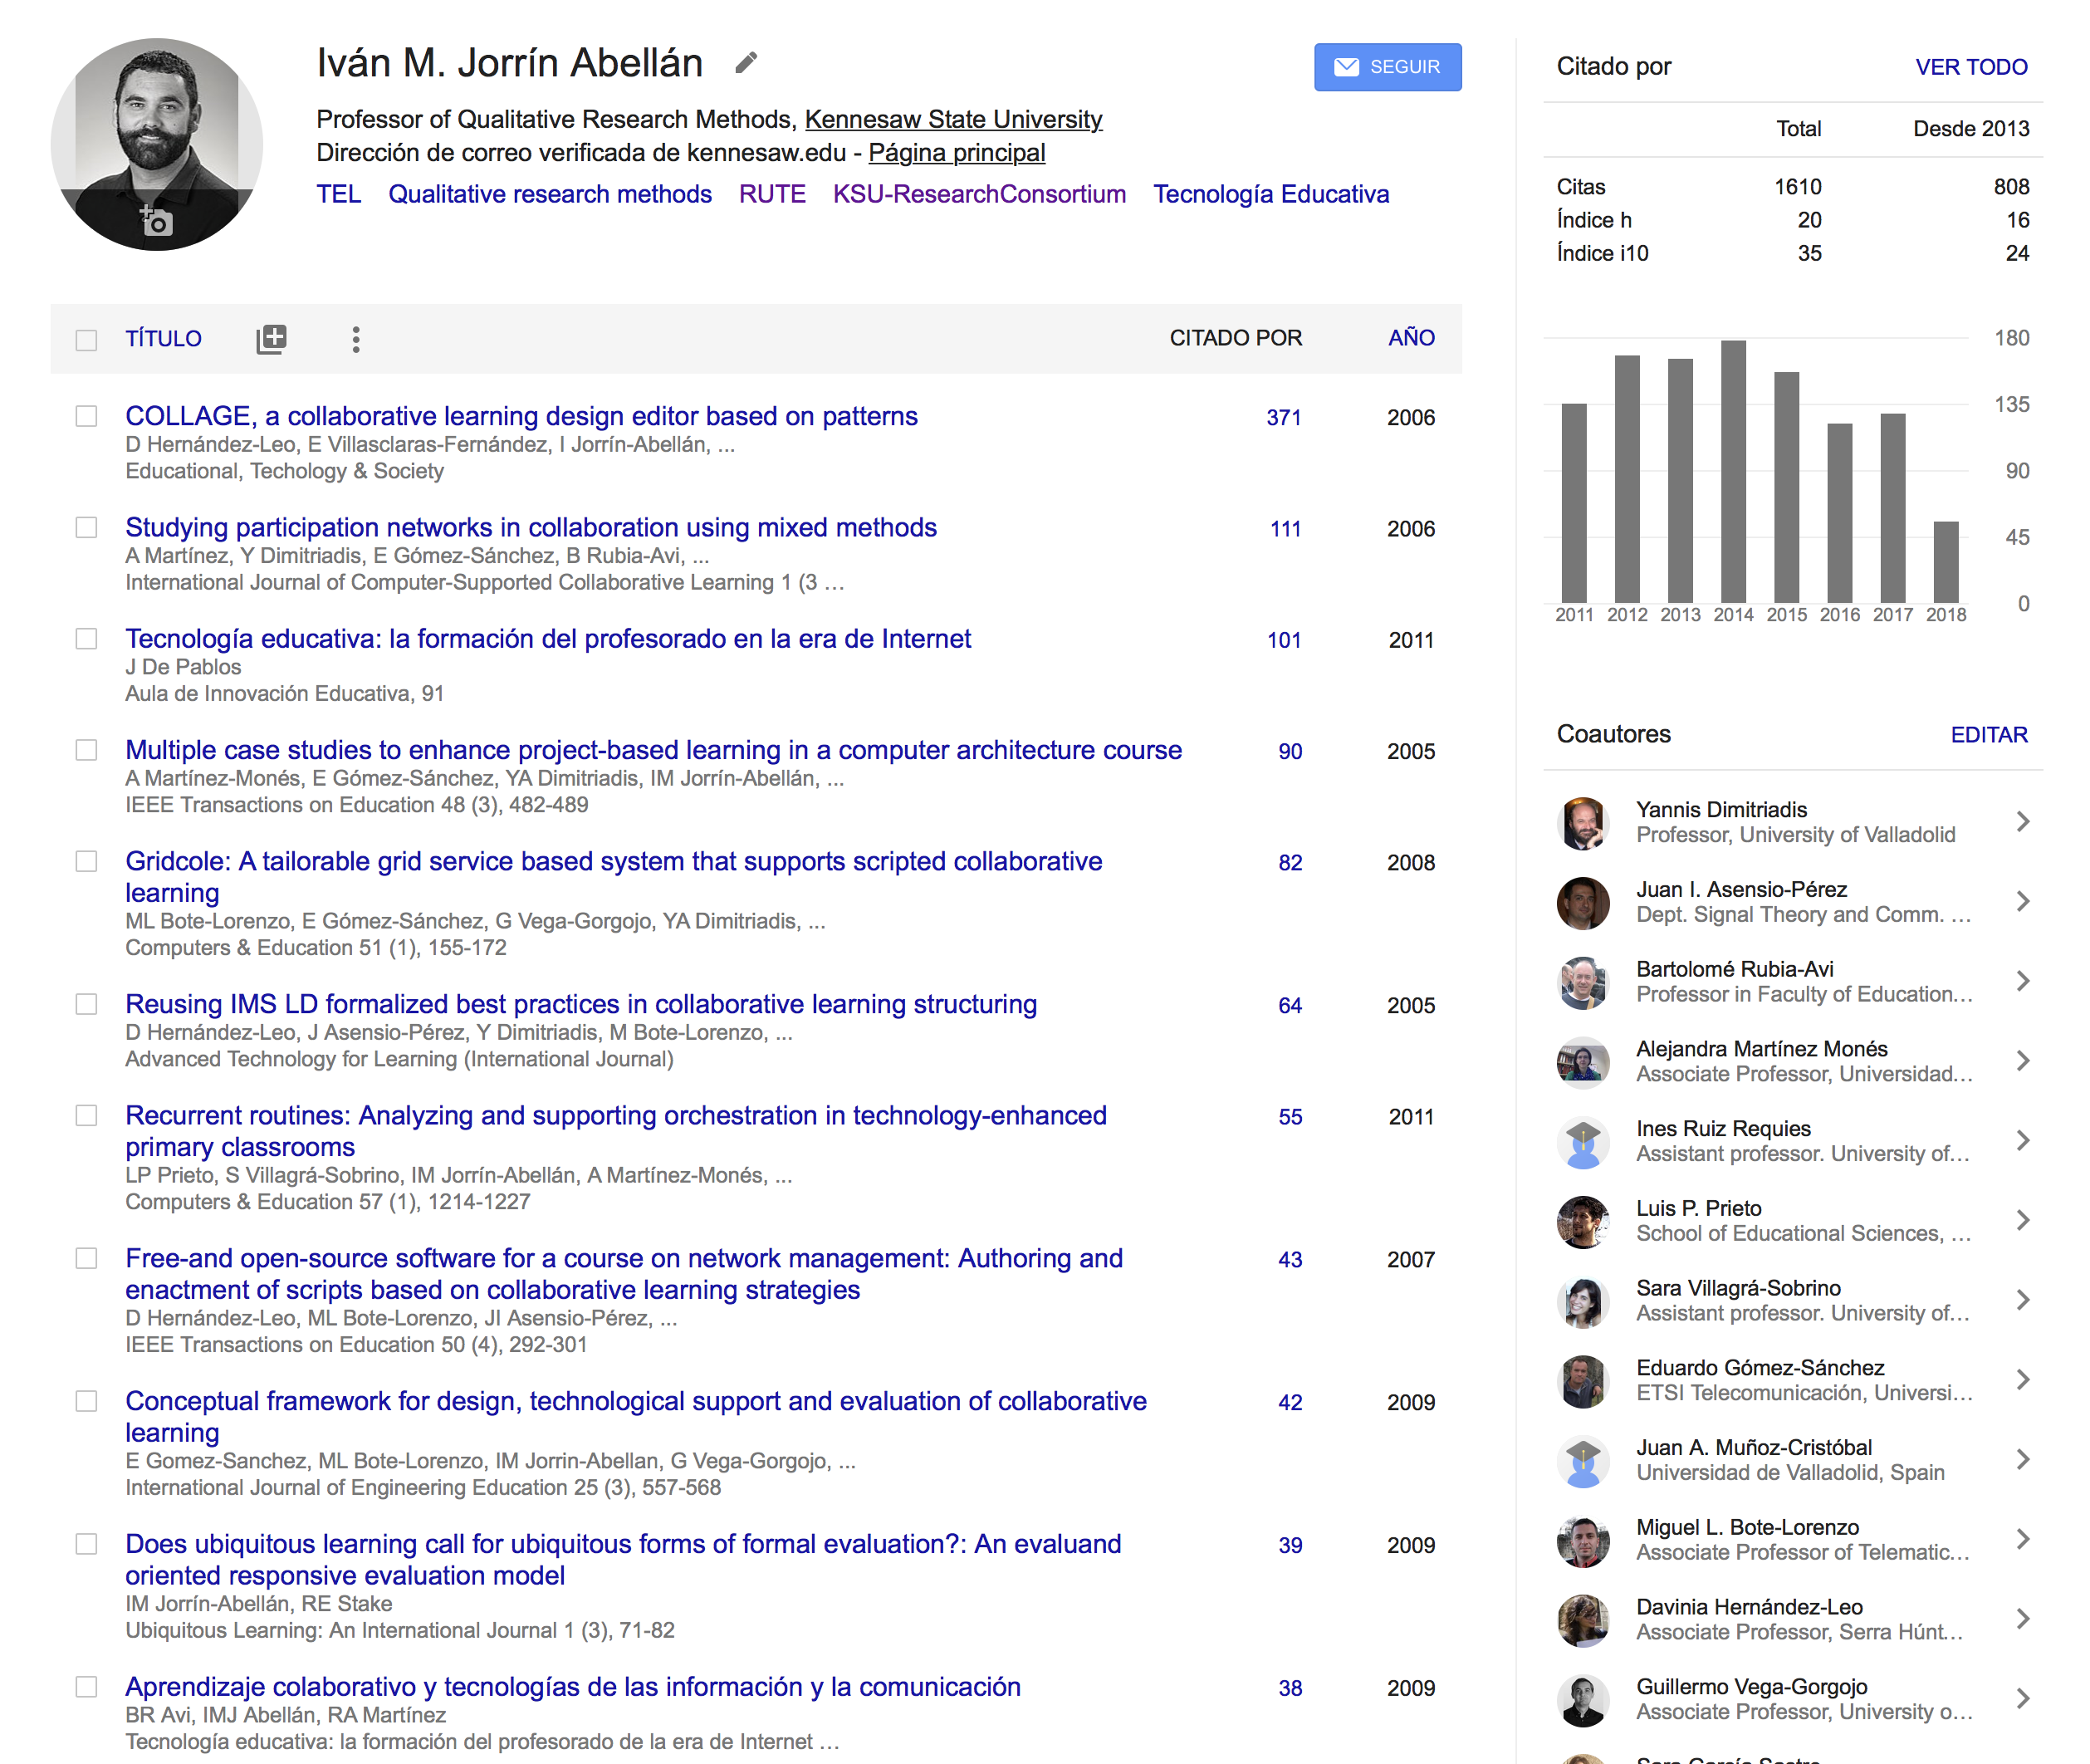 Iván M. Jorrín Abellán
SEGUIR
Professor of Qualitative Research Methods, Kennesaw State University
Dirección de correo verificada de kennesaw.edu - Página principal
TEL Qualitative research methods RUTE KSU-ResearchConsortium Tecnología Educativa
TÍTULO CITADO POR AÑO
COLLAGE, a collaborative learning design editor based on patterns 371 2006
D Hernández-Leo, E Villasclaras-Fernández, I Jorrín-Abellán, ...
Educational, Techology & Society
Studying participation networks in collaboration using mixed methods 111 2006
A Martínez, Y Dimitriadis, E Gómez-Sánchez, B Rubia-Avi, ...
International Journal of Computer-Supported Collaborative Learning 1 (3 …
Tecnología educativa: la formación del profesorado en la era de Internet 101 2011
J De Pablos
Aula de Innovación Educativa, 91
Multiple case studies to enhance project-based learning in a computer architecture course 90 2005
A Martínez-Monés, E Gómez-Sánchez, YA Dimitriadis, IM Jorrín-Abellán, ...
IEEE Transactions on Education 48 (3), 482-489
Gridcole: A tailorable grid service based system that supports scripted collaborative 82 2008
learning
ML Bote-Lorenzo, E Gómez-Sánchez, G Vega-Gorgojo, YA Dimitriadis, ...
Computers & Education 51 (1), 155-172
Reusing IMS LD formalized best practices in collaborative learning structuring 64 2005
D Hernández-Leo, J Asensio-Pérez, Y Dimitriadis, M Bote-Lorenzo, ...
Advanced Technology for Learning (International Journal)
Recurrent routines: Analyzing and supporting orchestration in technology-enhanced 55 2011
primary classrooms
LP Prieto, S Villagrá-Sobrino, IM Jorrín-Abellán, A Martínez-Monés, ...
Computers & Education 57 (1), 1214-1227
Free-and open-source software for a course on network management: Authoring and 43 2007
enactment of scripts based on collaborative learning strategies
D Hernández-Leo, ML Bote-Lorenzo, JI Asensio-Pérez, ...
IEEE Transactions on Education 50 (4), 292-301
Conceptual framework for design, technological support and evaluation of collaborative 42 2009
learning
E Gomez-Sanchez, ML Bote-Lorenzo, IM Jorrin-Abellan, G Vega-Gorgojo, ...
International Journal of Engineering Education 25 (3), 557-568
Does ubiquitous learning call for ubiquitous forms of formal evaluation?: An evaluand 39 2009
oriented responsive evaluation model
IM Jorrín-Abellán, RE Stake
Ubiquitous Learning: An International Journal 1 (3), 71-82
Aprendizaje colaborativo y tecnologías de las información y la comunicación 38 2009
BR Avi, IMJ Abellán, RA Martínez
Tecnología educativa: la formación del profesorado de la era de Internet …
Citado por VER TODO
Total Desde 2013
Citas 1610 808
Índice h 20 16
Índice i10 35 24
180
135
90
45
0
2011 2012 2013 2014 2015 2016 2017 2018
Coautores EDITAR
Yannis Dimitriadis
Professor, University of Valladolid
Juan I. Asensio-Pérez
Dept. Signal Theory and Comm. …
Bartolomé Rubia-Avi
Professor in Faculty of Education…
Alejandra Martínez Monés
Associate Professor, Universidad…
Ines Ruiz Requies
Assistant professor. University of…
Luis P. Prieto
School of Educational Sciences, …
Sara Villagrá-Sobrino
Assistant professor. University of…
Eduardo Gómez-Sánchez
ETSI Telecomunicación, Universi…
Juan A. Muñoz-Cristóbal
Universidad de Valladolid, Spain
Miguel L. Bote-Lorenzo
Associate Professor of Telematic…
Davinia Hernández-Leo
Associate Professor, Serra Húnt…
Guillermo Vega-Gorgojo
Associate Professor, University o…